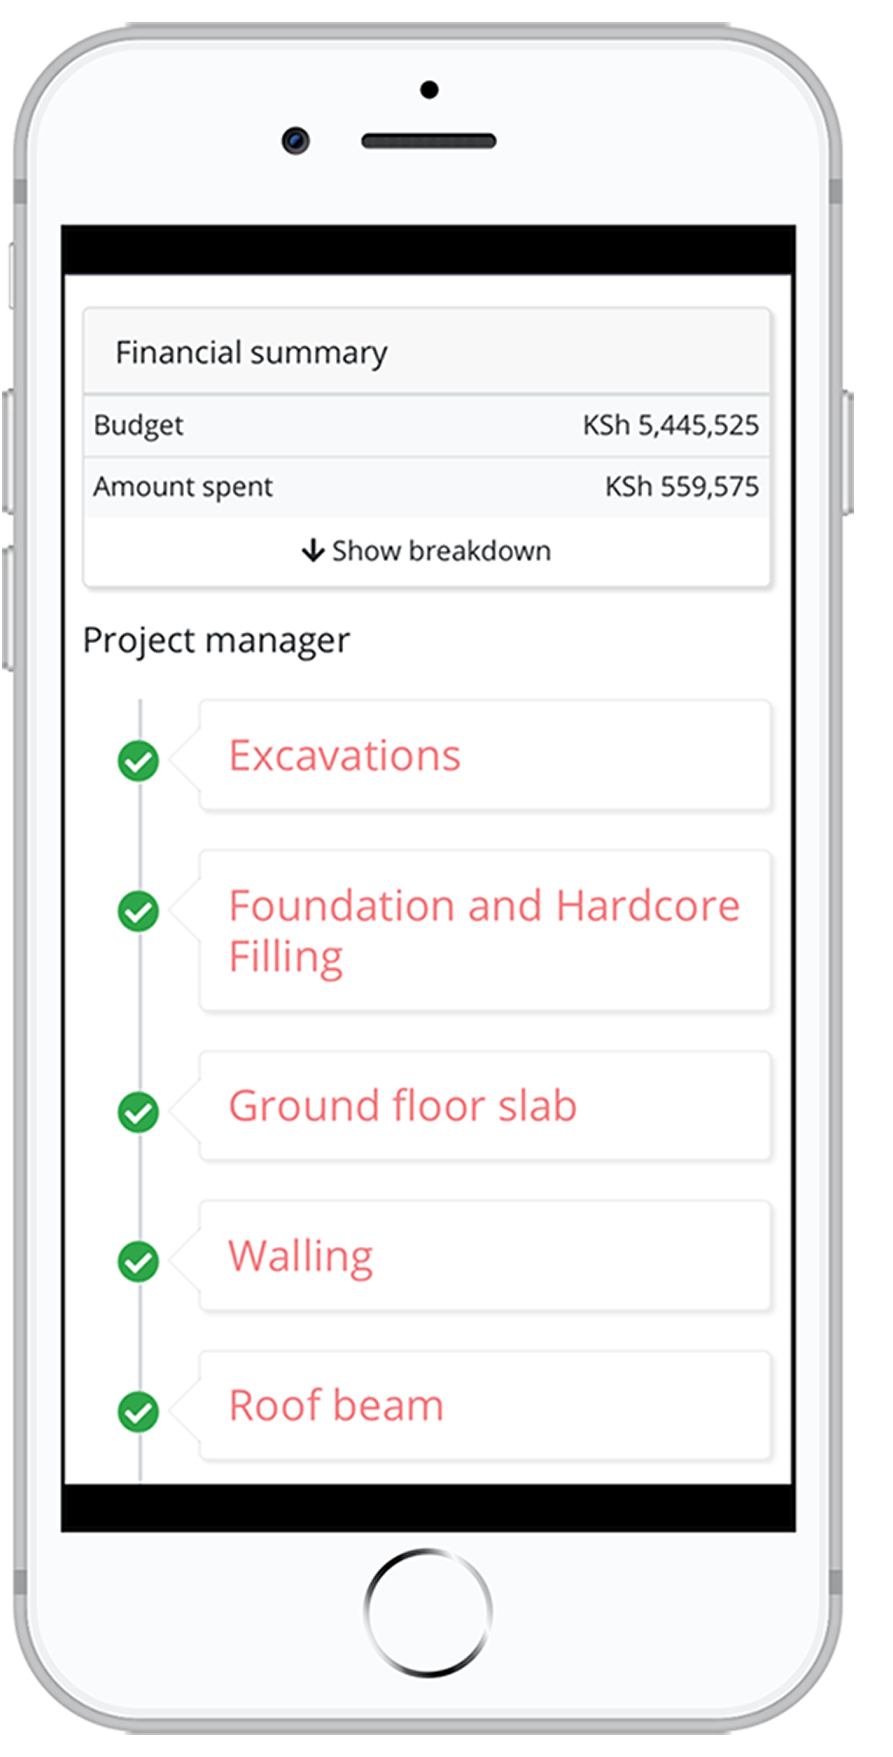 Financial summary
Budget KSh 5,445,525
Amount spent KSh 559,575
Show breakdown
Project manager
Excavations
Foundation and Hardcore
Filling
Ground floor slab
Walling
Roof beam